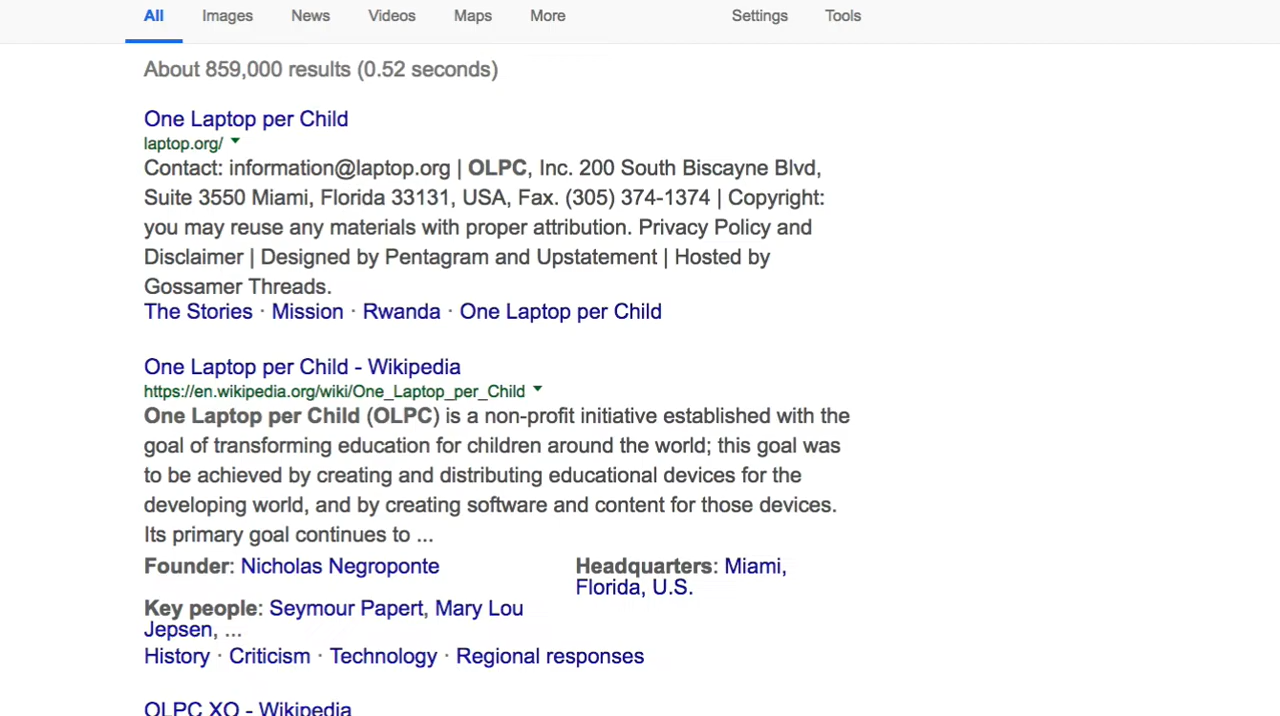 All Images News Videos Maps More Settings Tools
About 859,000 results (0.52 seconds)
One Laptop per Child
laptop.org/
Contact: information@laptop.org | OLPC, Inc. 200 South Biscayne Blvd,
Suite 3550 Miami, Florida 33131, USA, Fax. (305) 374-1374 | Copyright:
you may reuse any materials with proper attribution. Privacy Policy and
Disclaimer | Designed by Pentagram and Upstatement | Hosted by
Gossamer Threads.
The Stories · Mission · Rwanda · One Laptop per Child
One Laptop per Child - Wikipedia
https://en.wikipedia.org/wiki/One_Laptop_per_Child
One Laptop per Child (OLPC) is a non-profit initiative established with the
goal of transforming education for children around the world; this goal was
to be achieved by creating and distributing educational devices for the
developing world, and by creating software and content for those devices.
Its primary goal continues to ...
Founder: Nicholas Negroponte
Headquarters: Miami,
Florida, U.S.
Key people: Seymour Papert, Mary Lou
Jepsen, ...
History · Criticism · Technology · Regional responses
OLPC XO - Wikipedia